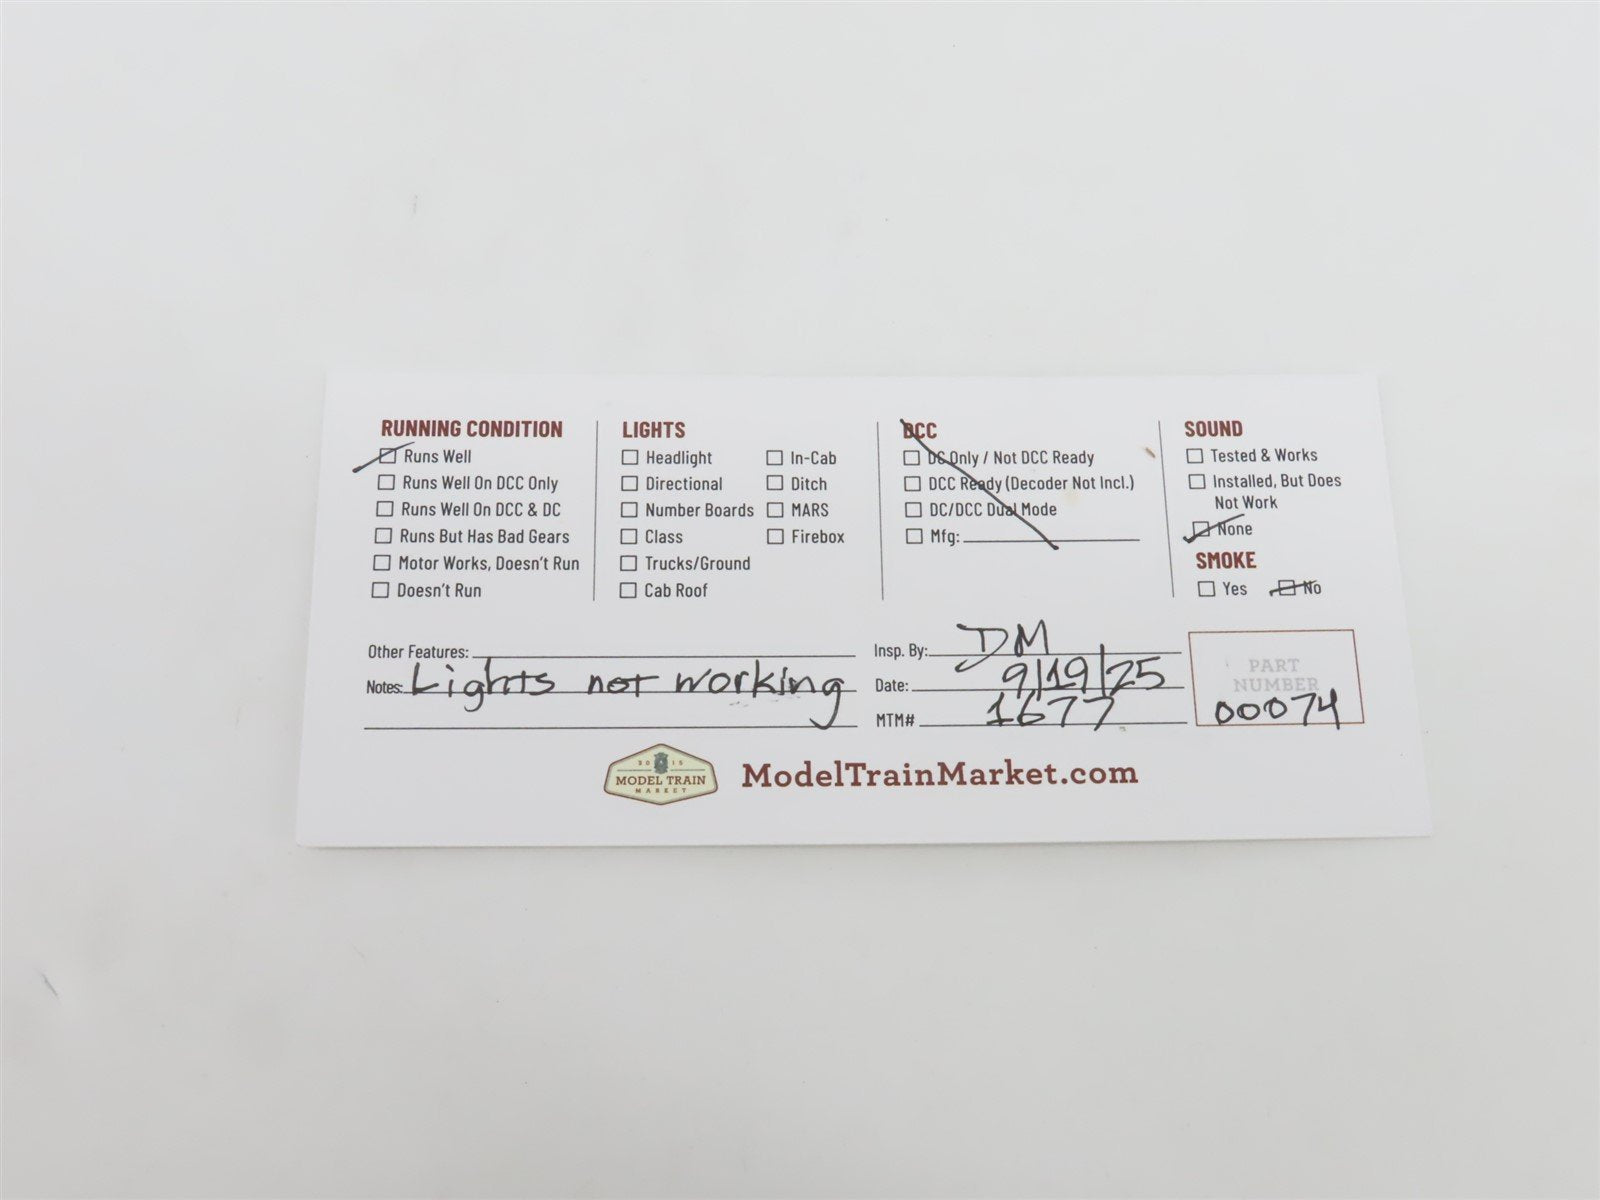 RUNNING CONDITION
Runs Well
Runs Well On DCC Only
Runs Well On DCC & DC
Runs But Has Bad Gears
Motor Works, Doesn't Run
Doesn't Run
LIGHTS
Headlight
Directional
Number Boards
Class
Trucks/Ground
Cab Roof
In-Cab
Ditch
MARS
Firebox
DCC
DC Only / Not DCC Ready
DCC Ready (Decoder Not Incl.)
DC/DCC Dual Mode
Mfg:
SOUND
Tested & Works
Installed, But Does
Not Work
None
SMOKE
Yes No
Other Features:
Notes: Lights not working
Insp. By: DM
Date: 9/19/25
MTM# 1677
PART
NUMBER
00074
2015
MODEL TRAIN
MARKET
ModelTrainMarket.com